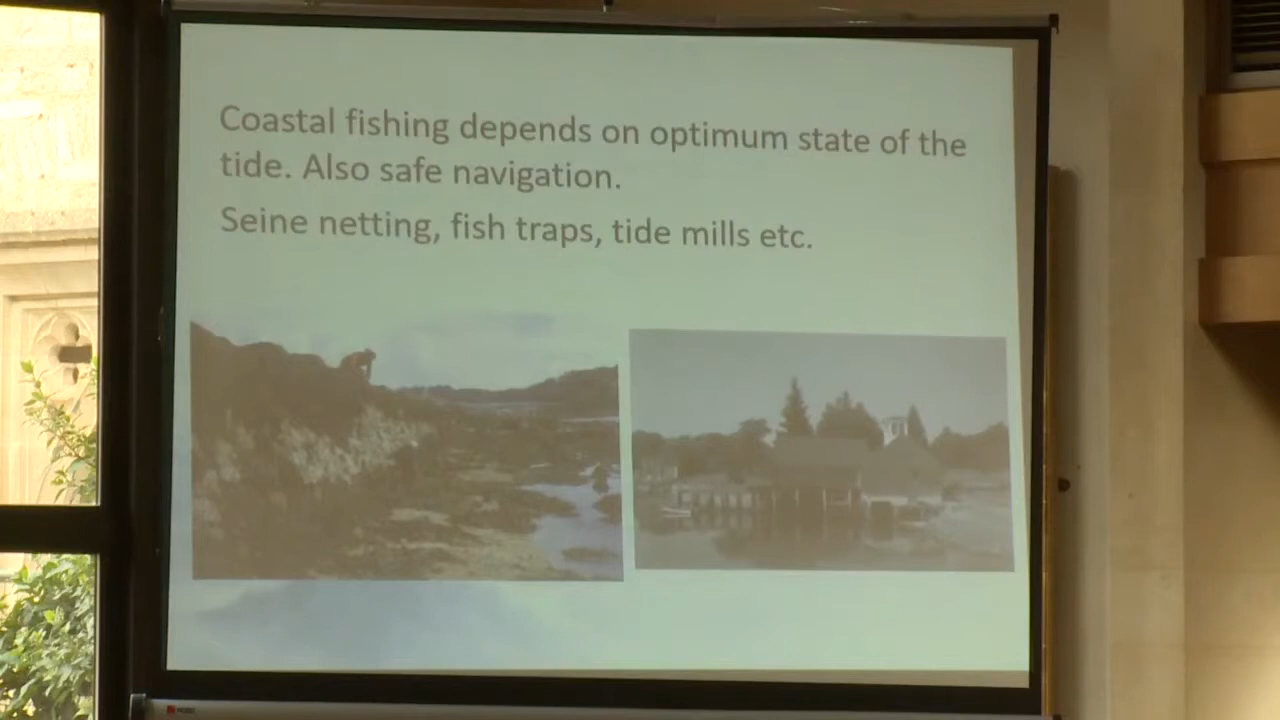 Coastal fishing depends on optimum state of the
tide. Also safe navigation.
Seine netting, fish traps, tide mills etc.